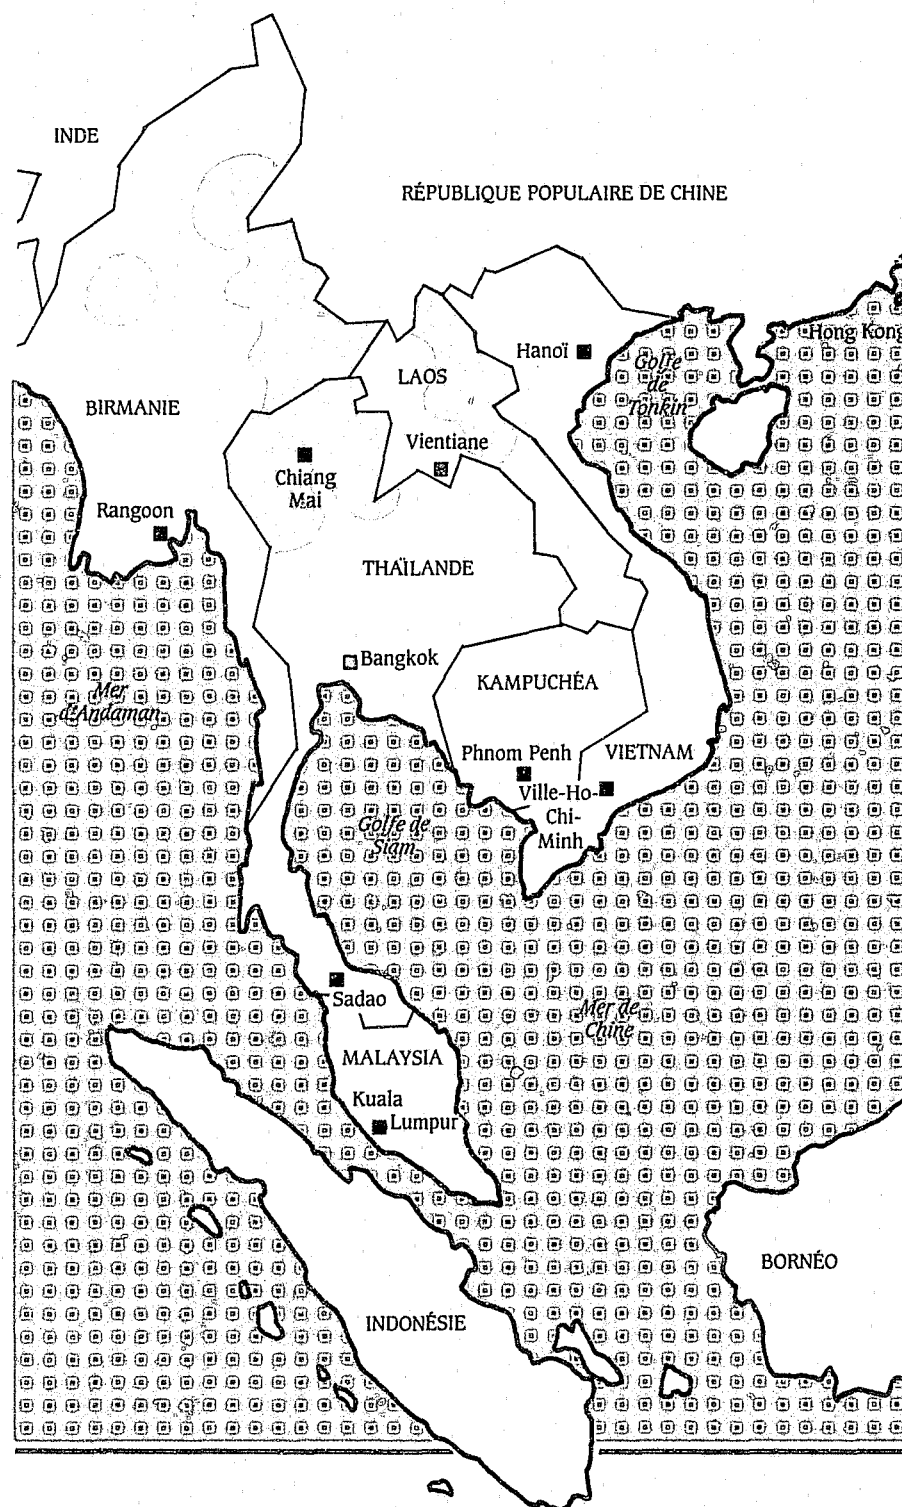 INDE
RÉPUBLIQUE POPULAIRE DE CHINE
Hong Kong
Hanoï
Golfe
de
Tonkin
LAOS
BIRMANIE
Vientiane
Chiang
Mai
Rangoon
THAÏLANDE
Bangkok
KAMPUCHÉA
Mer
d'Andaman
Phnom Penh
VIETNAM
Ville-Ho-
Chi-
Minh
Golfe de
Siam
Sadao
Mer de
Chine
MALAYSIA
Kuala
Lumpur
BORNÉO
INDONÉSIE